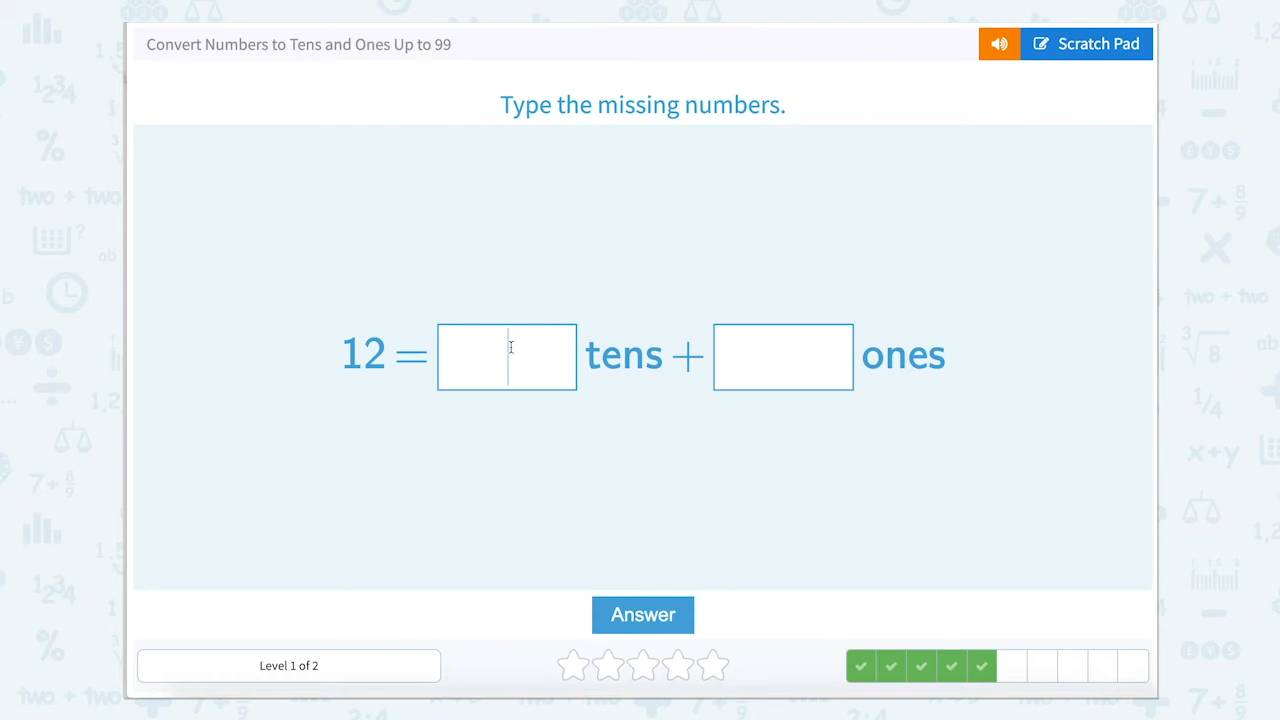 Convert Numbers to Tens and Ones Up to 99
Scratch Pad
Type the missing numbers.
12 = tens + ones
Answer
Level 1 of 2